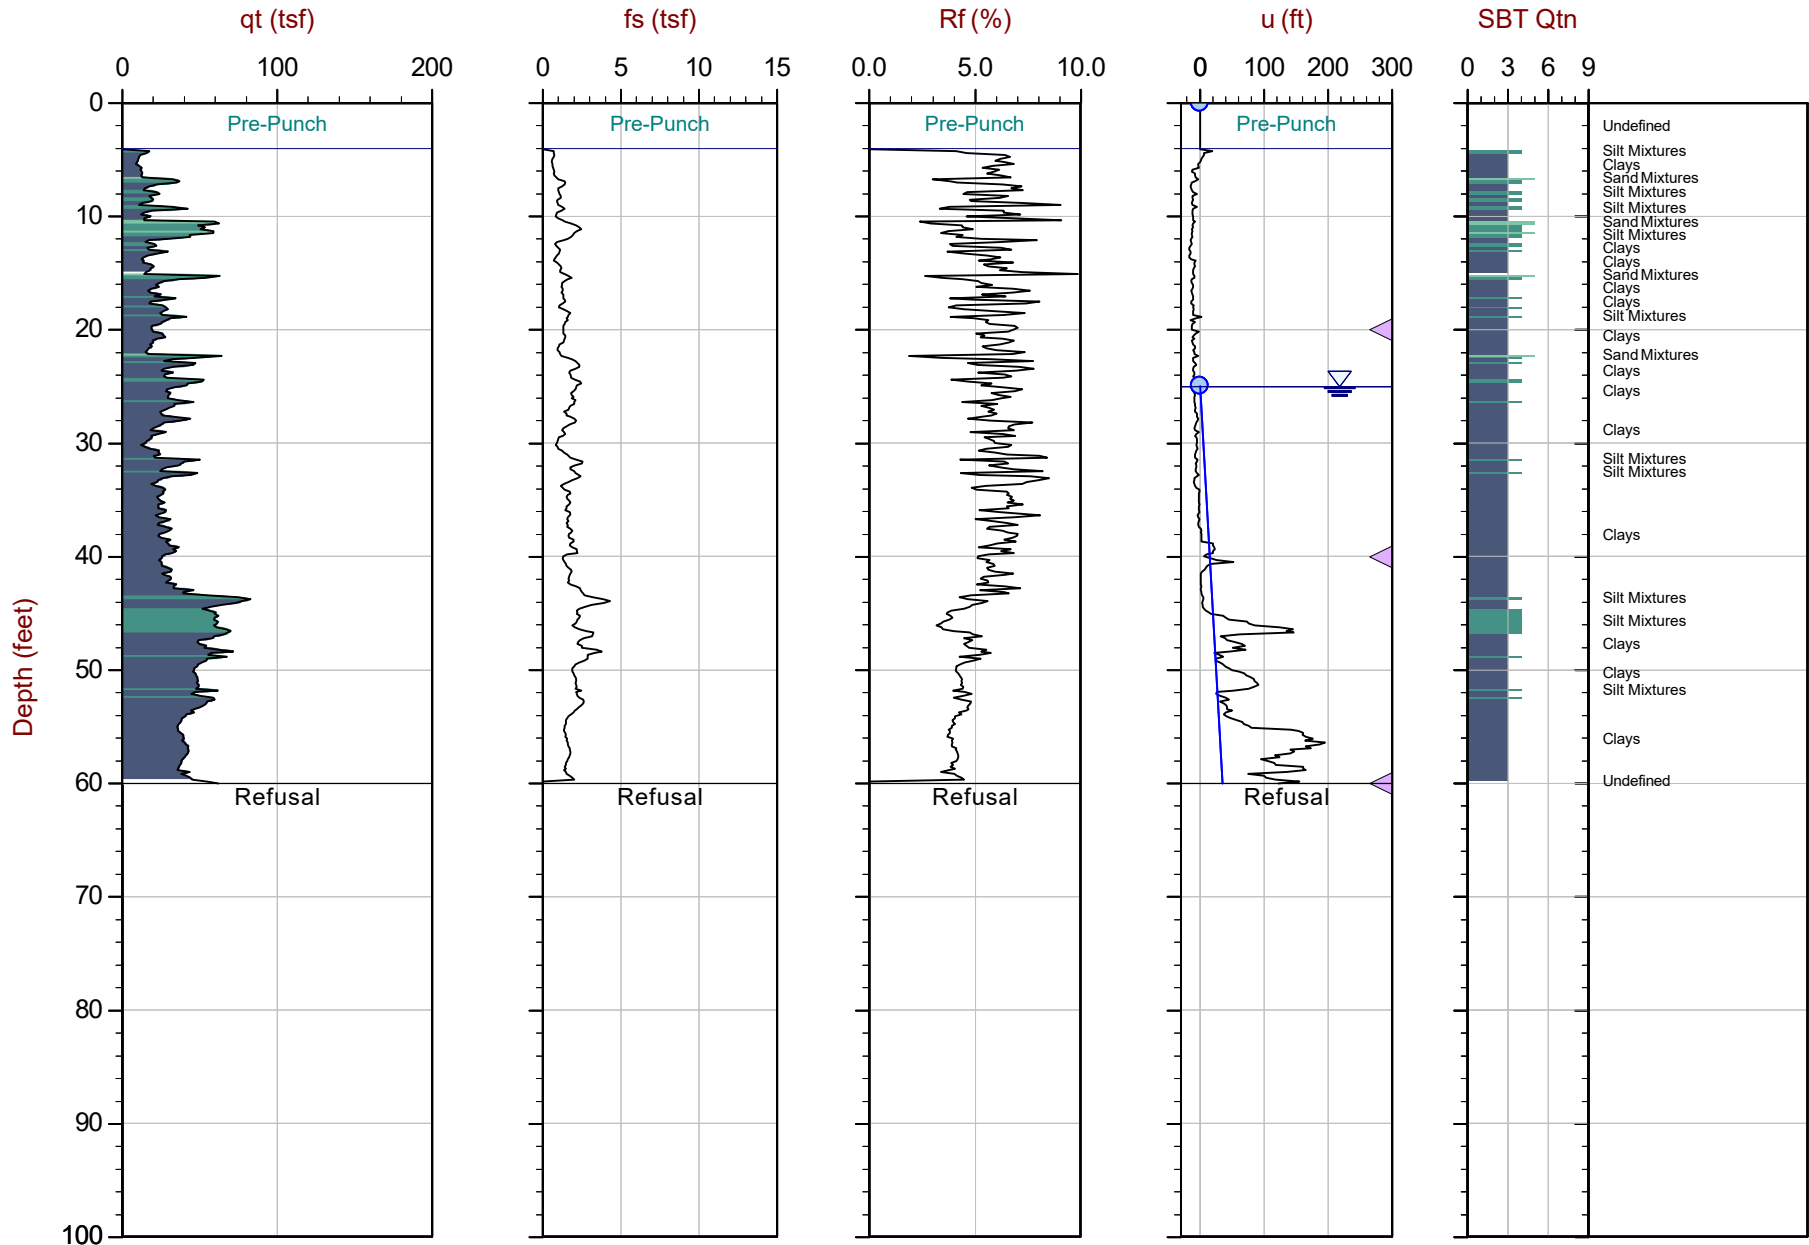 qt (tsf) fs (tsf) Rf (%) u (ft) SBT Qtn
0 100 200 0 5 10 15 0.0 5.0 10.0 0 100 200 300 0 3 6 9
0
Pre-Punch Pre-Punch Pre-Punch Pre-Punch
Undefined
Silt Mixtures
Clays
Sand Mixtures
Silt Mixtures
Silt Mixtures
10
Sand Mixtures
Silt Mixtures
Clays
Clays
Sand Mixtures
Clays
Clays
Silt Mixtures
20
Clays
Sand Mixtures
Clays
Clays
Clays
30
Silt Mixtures
Silt Mixtures
Clays
40
Silt Mixtures
Silt Mixtures
Clays
Depth (feet)
50
Clays
Silt Mixtures
Clays
60
Undefined
Refusal Refusal Refusal Refusal
70
80
90
100